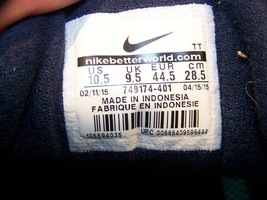 TT
nikebetterworld.com
US UK EUR cm
10.5 9.5 44.5 28.5
02/11/15 749174-401 04/15/15
MADE IN INDONESIA
FABRIQUE EN INDONESIE
UPC